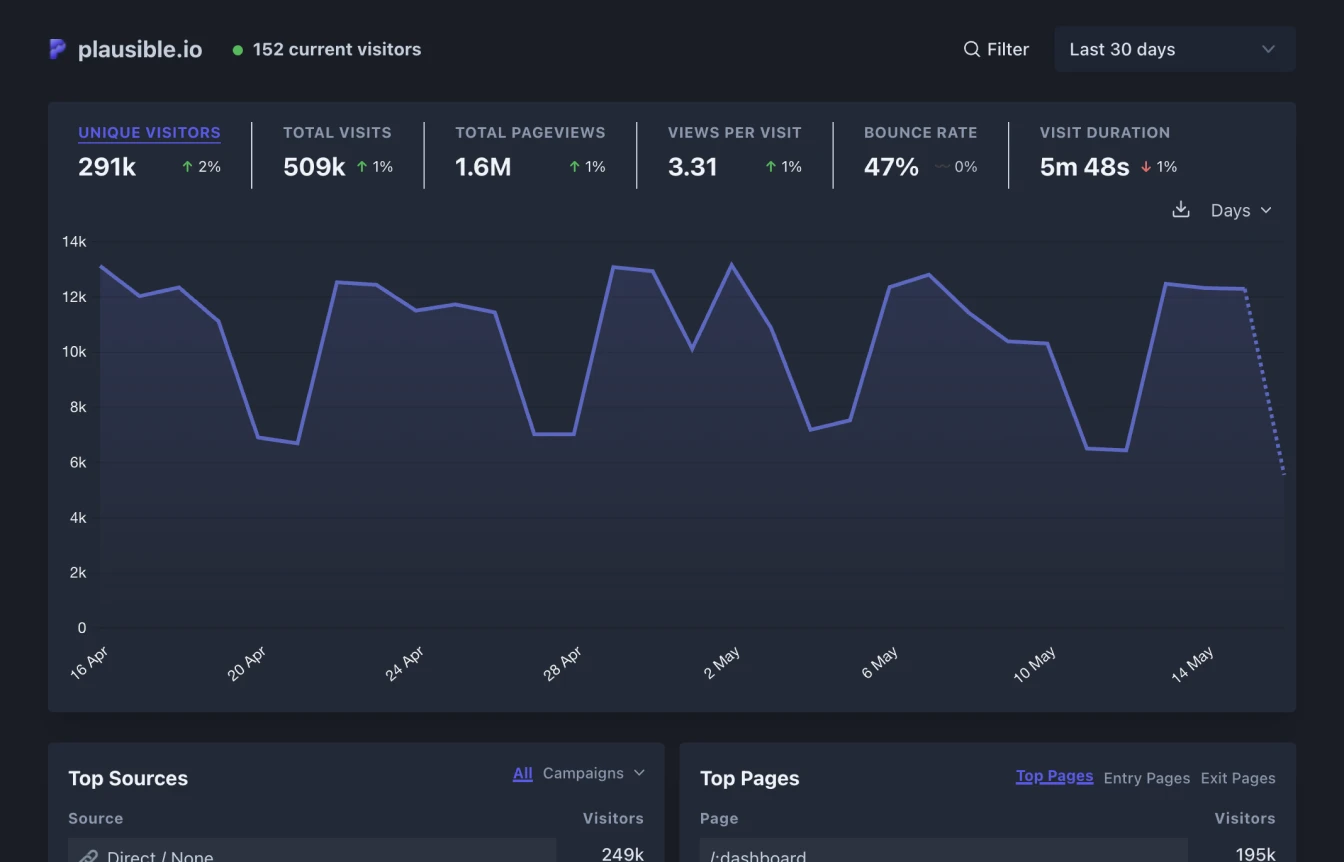 plausible.io 152 current visitors Filter Last 30 days
UNIQUE VISITORS TOTAL VISITS TOTAL PAGEVIEWS VIEWS PER VISIT BOUNCE RATE VISIT DURATION
291k ↑ 2% 509k ↑ 1% 1.6M ↑ 1% 3.31 ↑ 1% 47% 〰 0% 5m 48s ↓ 1%
Days
14k
12k
10k
8k
6k
4k
2k
0
16 Apr 20 Apr 24 Apr 28 Apr 2 May 6 May 10 May 14 May
Top Sources All Campaigns
Source Visitors
Direct / None 249k
Top Pages Top Pages Entry Pages Exit Pages
Page Visitors
/:dashboard 195k